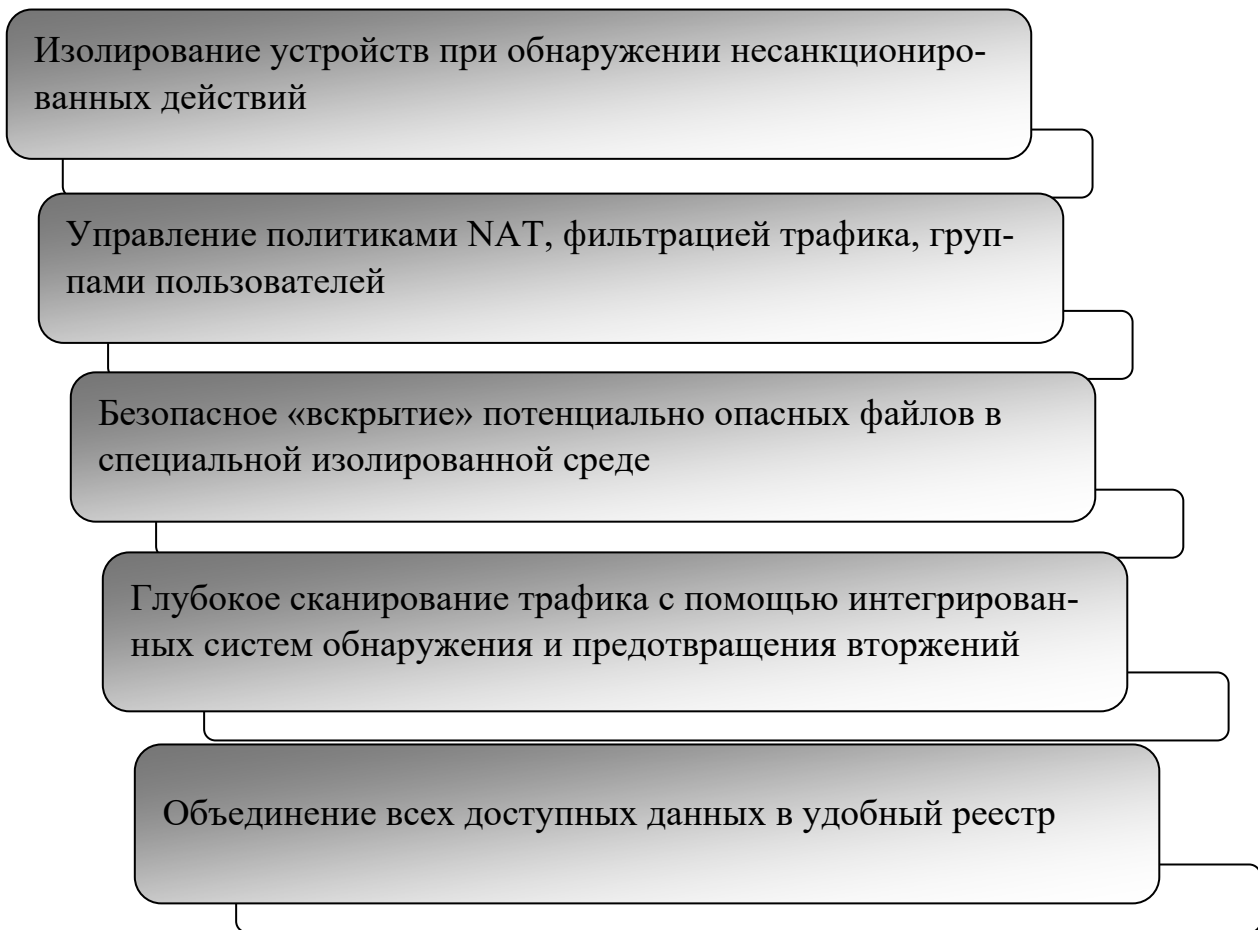 Изолирование устройств при обнаружении несанкциониро-
ванных действий
Управление политиками NAT, фильтрацией трафика, груп-
пами пользователей
Безопасное «вскрытие» потенциально опасных файлов в
специальной изолированной среде
Глубокое сканирование трафика с помощью интегрирован-
ных систем обнаружения и предотвращения вторжений
Объединение всех доступных данных в удобный реестр